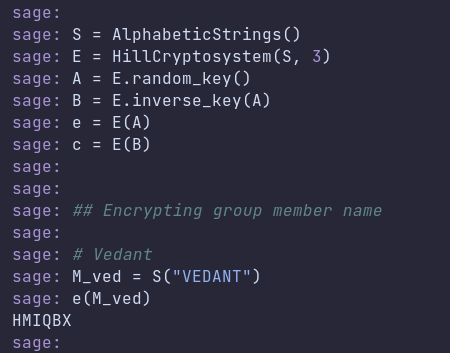 sage:
sage: S = AlphabeticStrings()
sage: E = HillCryptosystem(S, 3)
sage: A = E.random_key()
sage: B = E.inverse_key(A)
sage: e = E(A)
sage: c = E(B)
sage:
sage:
sage: ## Encrypting group member name
sage:
sage: # Vedant
sage: M_ved = S("VEDANT")
sage: e(M_ved)
HMIQBX
sage: